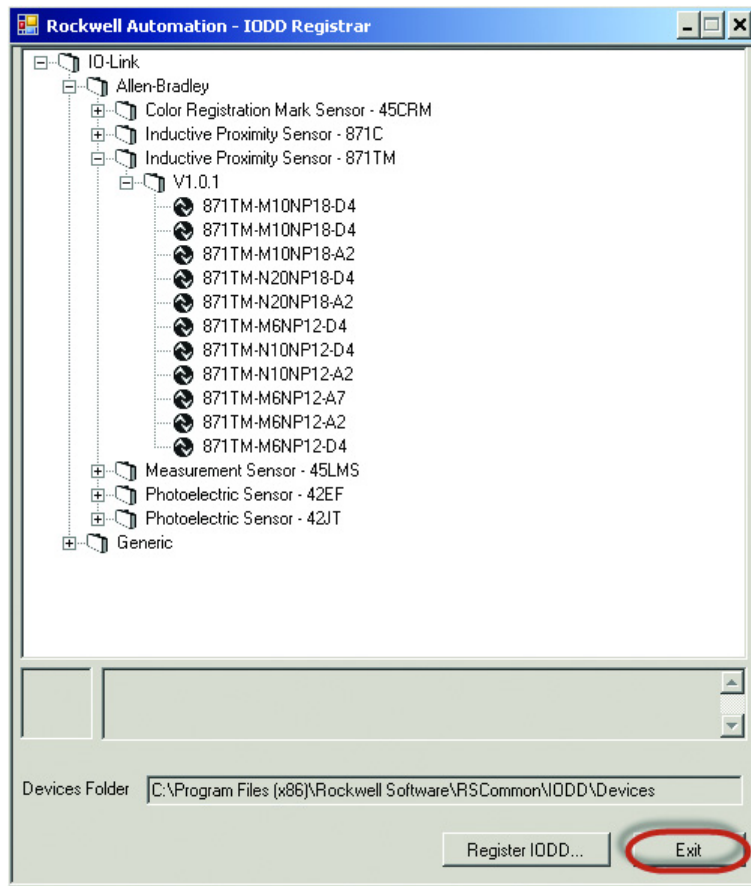 Rockwell Automation - IODD Registrar
IO-Link
Allen-Bradley
Color Registration Mark Sensor - 45CRM
Inductive Proximity Sensor - 871C
Inductive Proximity Sensor - 871TM
V1.0.1
871TM-M10NP18-D4
871TM-M10NP18-D4
871TM-M10NP18-A2
871TM-N20NP18-D4
871TM-N20NP18-A2
871TM-M6NP12-D4
871TM-N10NP12-D4
871TM-N10NP12-A2
871TM-M6NP12-A7
871TM-M6NP12-A2
871TM-M6NP12-D4
Measurement Sensor - 45LMS
Photoelectric Sensor - 42EF
Photoelectric Sensor - 42JT
Generic
Devices Folder C:\Program Files (x86)\Rockwell Software\RSCommon\IODD\Devices
Register IODD... Exit